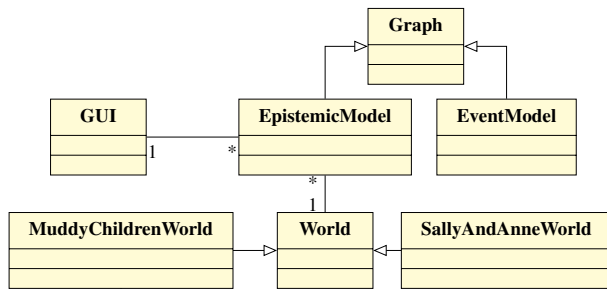 Graph
GUI
EpistemicModel
EventModel
1
*
*
1
MuddyChildrenWorld
World
SallyAndAnneWorld